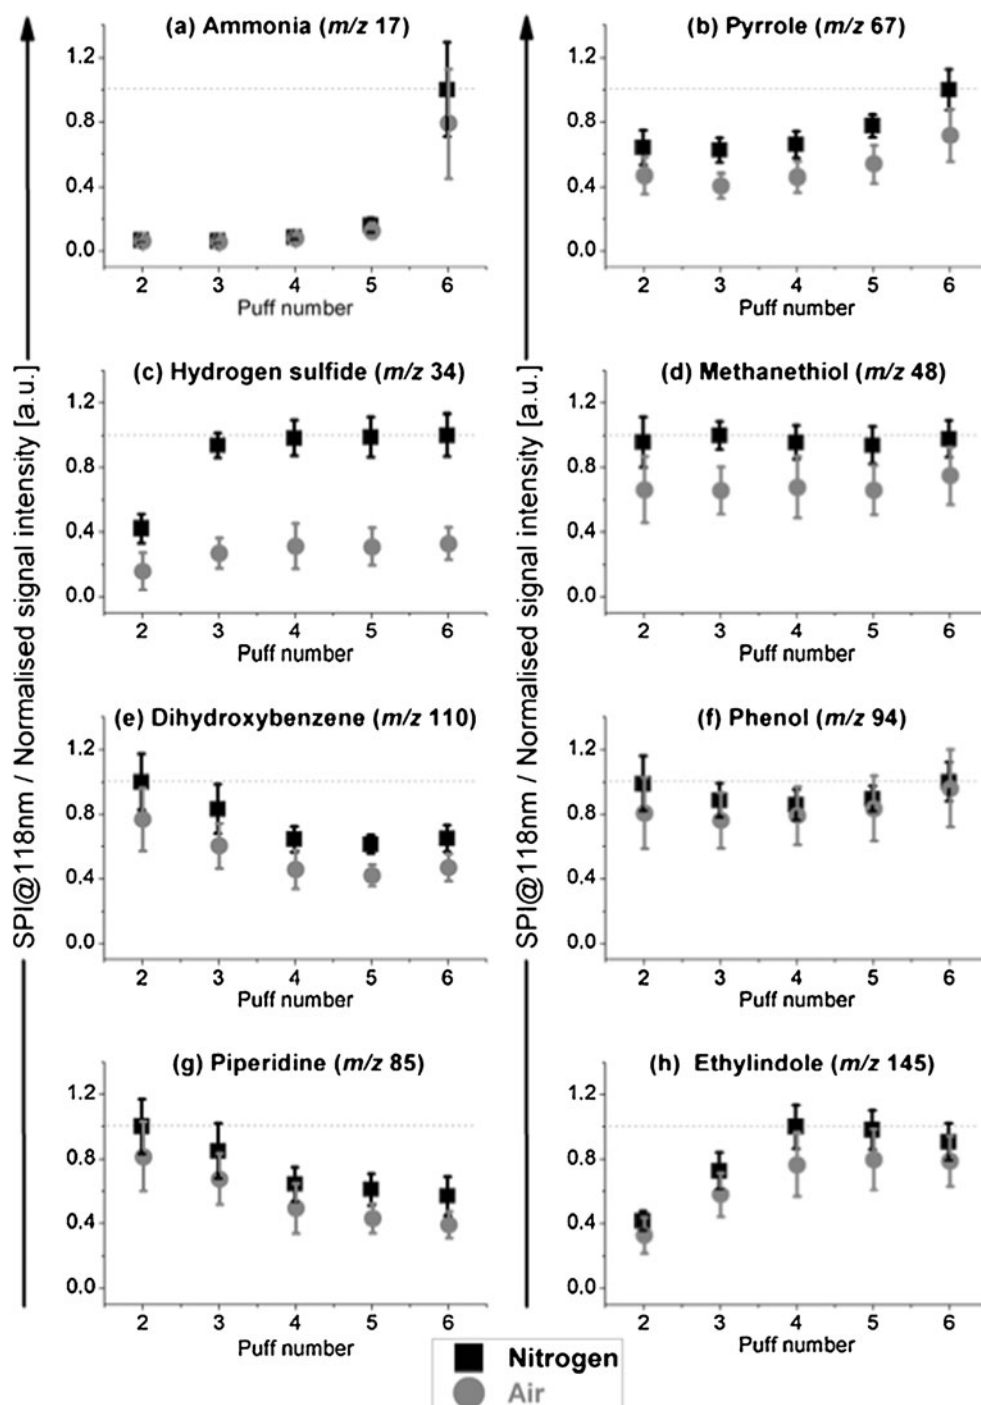 (a) Ammonia (m/z 17)
1.2
0.8
0.4
0.0
2 3 4 5 6
Puff number
(b) Pyrrole (m/z 67)
1.2
0.8
0.4
0.0
2 3 4 5 6
Puff number
SPI@118nm / Normalised signal intensity [a.u.]
SPI@118nm / Normalised signal intensity [a.u.]
(c) Hydrogen sulfide (m/z 34)
1.2
0.8
0.4
0.0
2 3 4 5 6
Puff number
(d) Methanethiol (m/z 48)
1.2
0.8
0.4
0.0
2 3 4 5 6
Puff number
(e) Dihydroxybenzene (m/z 110)
1.2
0.8
0.4
0.0
2 3 4 5 6
Puff number
(f) Phenol (m/z 94)
1.2
0.8
0.4
0.0
2 3 4 5 6
Puff number
(g) Piperidine (m/z 85)
1.2
0.8
0.4
0.0
2 3 4 5 6
Puff number
(h) Ethylindole (m/z 145)
1.2
0.8
0.4
0.0
2 3 4 5 6
Puff number
Nitrogen
Air